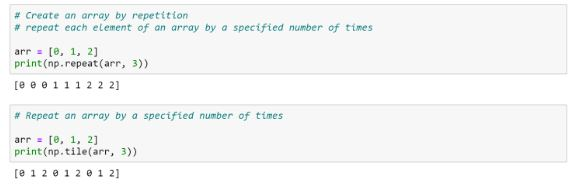 # Create an array by repetition
# repeat each element of an array by a specified number of times
arr = [0, 1, 2]
print(np.repeat(arr, 3))
[0 0 0 1 1 1 2 2 2]
# Repeat an array by a specified number of times
arr = [0, 1, 2]
print(np.tile(arr, 3))
[0 1 2 0 1 2 0 1 2]